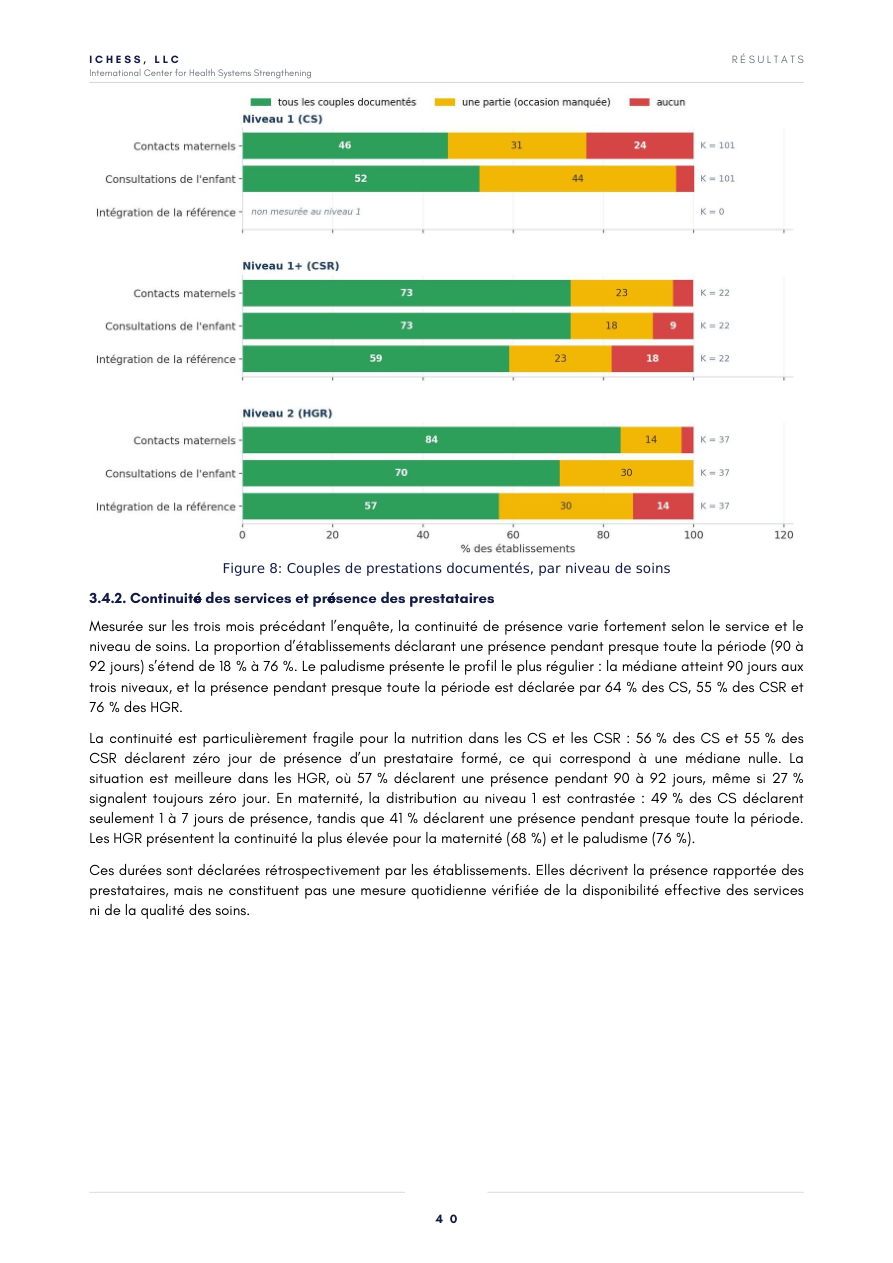 ICHESS, LLC
RÉSULTATS
International Center for Health Systems Strengthening
tous les couples documentés une partie (occasion manquée) aucun
Niveau 1 (CS)
Contacts maternels 46 31 24 K = 101
Consultations de l'enfant 52 44 K = 101
Intégration de la référence non mesurée au niveau 1 K = 0
Niveau 1+ (CSR)
Contacts maternels 73 23 K = 22
Consultations de l'enfant 73 18 9 K = 22
Intégration de la référence 59 23 18 K = 22
Niveau 2 (HGR)
Contacts maternels 84 14 K = 37
Consultations de l'enfant 70 30 K = 37
Intégration de la référence 57 30 14 K = 37
0 20 40 60 80 100 120
% des établissements
Figure 8: Couples de prestations documentés, par niveau de soins
3.4.2. Continuité des services et présence des prestataires
Mesurée sur les trois mois précédant l'enquête, la continuité de présence varie fortement selon le service et le
niveau de soins. La proportion d'établissements déclarant une présence pendant presque toute la période (90 à
92 jours) s'étend de 18 % à 76 %. Le paludisme présente le profil le plus régulier : la médiane atteint 90 jours aux
trois niveaux, et la présence pendant presque toute la période est déclarée par 64 % des CS, 55 % des CSR et
76 % des HGR.
La continuité est particulièrement fragile pour la nutrition dans les CS et les CSR : 56 % des CS et 55 % des
CSR déclarent zéro jour de présence d'un prestataire formé, ce qui correspond à une médiane nulle. La
situation est meilleure dans les HGR, où 57 % déclarent une présence pendant 90 à 92 jours, même si 27 %
signalent toujours zéro jour. En maternité, la distribution au niveau 1 est contrastée : 49 % des CS déclarent
seulement 1 à 7 jours de présence, tandis que 41 % déclarent une présence pendant presque toute la période.
Les HGR présentent la continuité la plus élevée pour la maternité (68 %) et le paludisme (76 %).
Ces durées sont déclarées rétrospectivement par les établissements. Elles décrivent la présence rapportée des
prestataires, mais ne constituent pas une mesure quotidienne vérifiée de la disponibilité effective des services
ni de la qualité des soins.
40